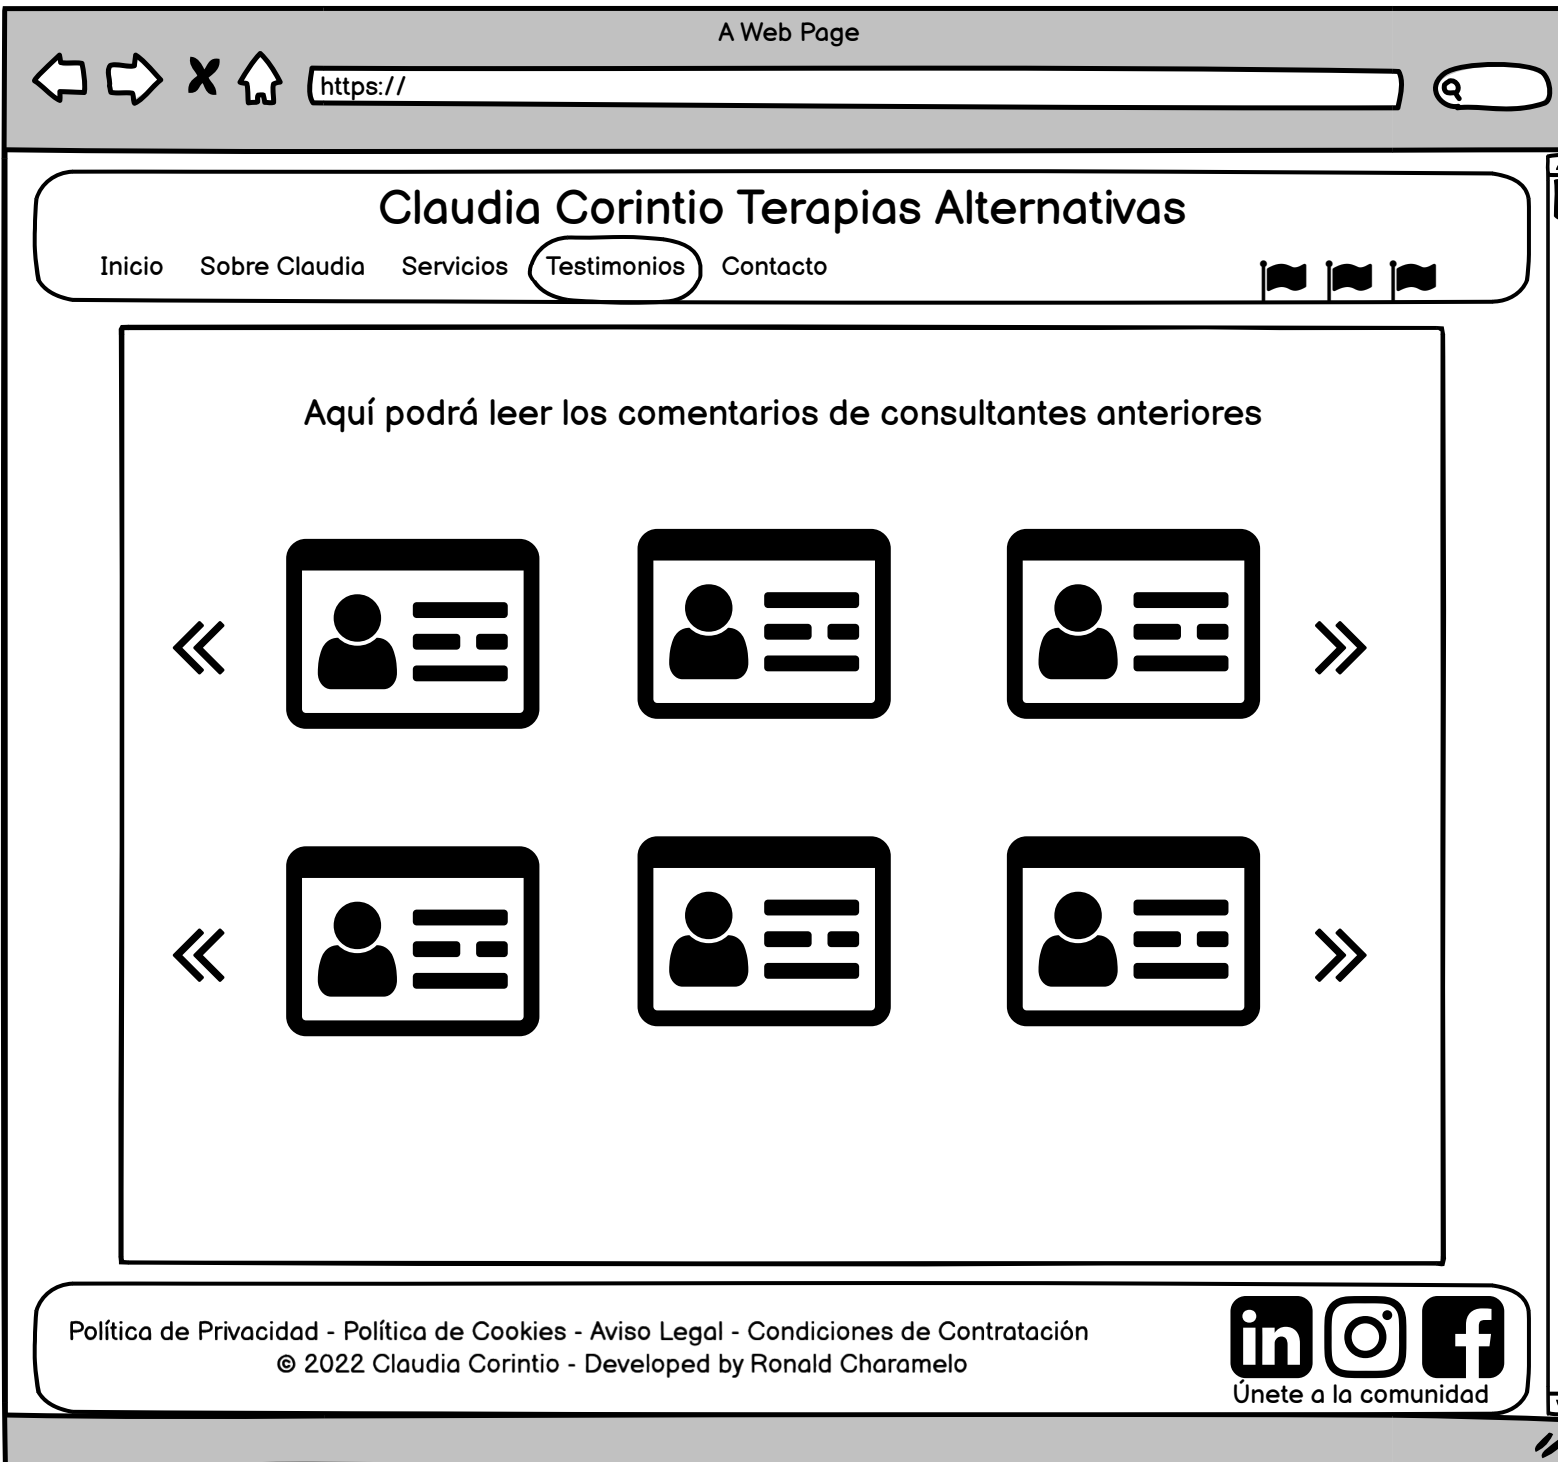 A Web Page
https://
Claudia Corintio Terapias Alternativas
Inicio Sobre Claudia Servicios Testimonios Contacto
Aquí podrá leer los comentarios de consultantes anteriores
Política de Privacidad - Política de Cookies - Aviso Legal - Condiciones de Contratación
© 2022 Claudia Corintio - Developed by Ronald Charamelo
in f
Únete a la comunidad